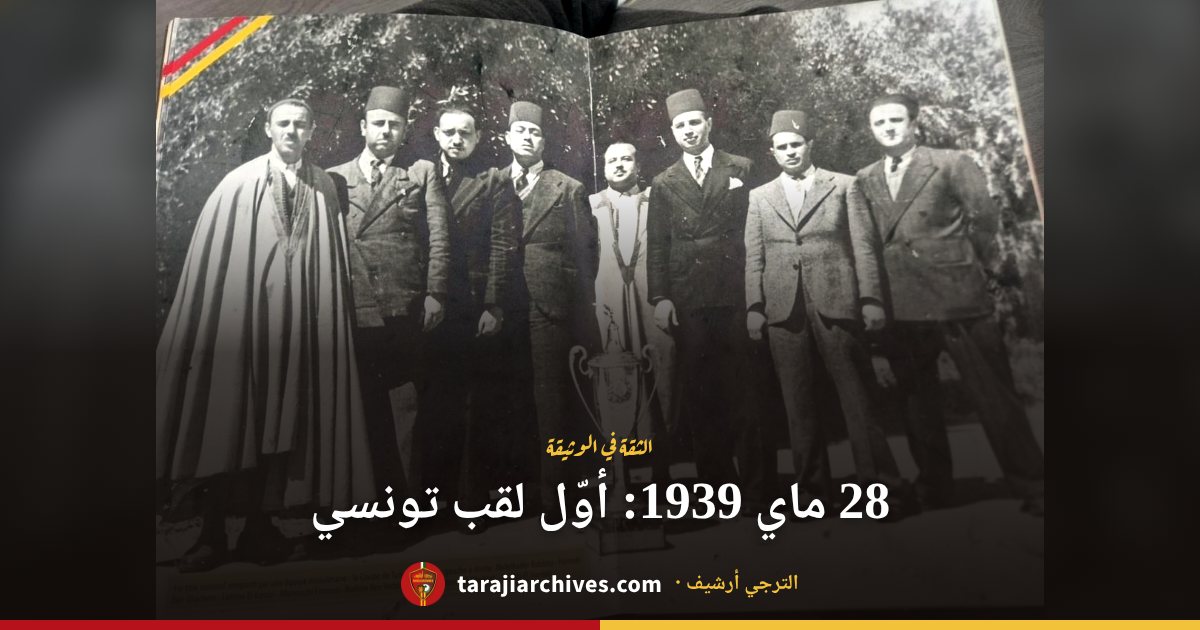 الثقة في الوثيقة
28 ماي 1939: أوّل لقب تونسي
tarajiarchives.com · الترجي أرشيف